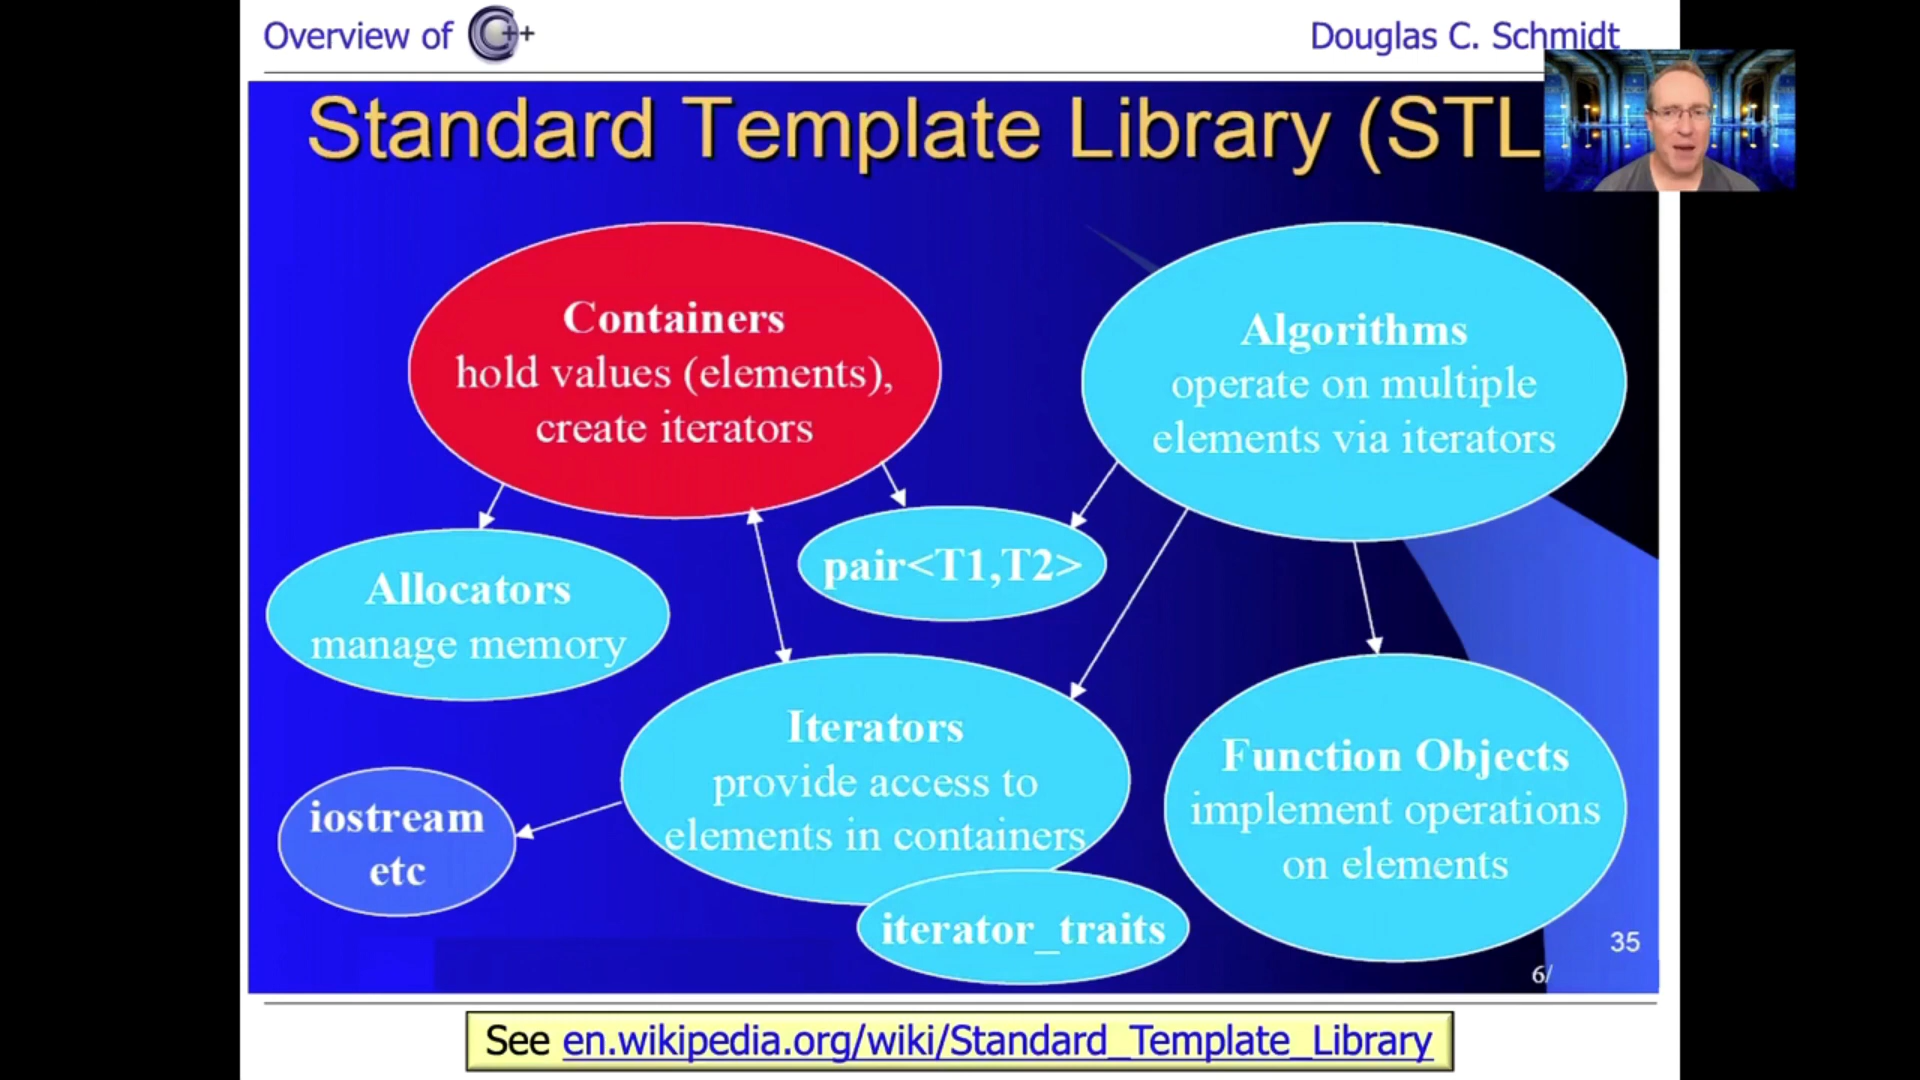 Overview of C++
Douglas C. Schmidt
Standard Template Library (STL
Containers
hold values (elements),
create iterators
Algorithms
operate on multiple
elements via iterators
pair<T1,T2>
Allocators
manage memory
Iterators
provide access to
elements in containers
Function Objects
implement operations
on elements
iostream
etc
iterator_traits
35
6/
See en.wikipedia.org/wiki/Standard_Template_Library